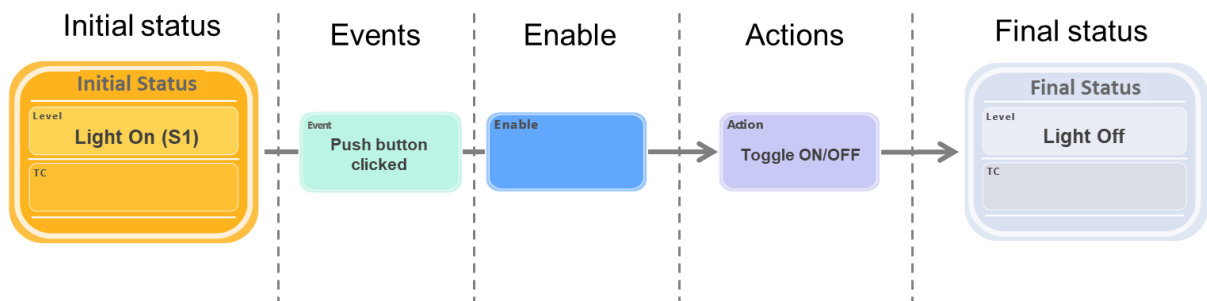 Initial status
Events
Enable
Actions
Final status
Initial Status
Level
Light On (S1)
TC
Event
Push button
clicked
Enable
Action
Toggle ON/OFF
Final Status
Level
Light Off
TC